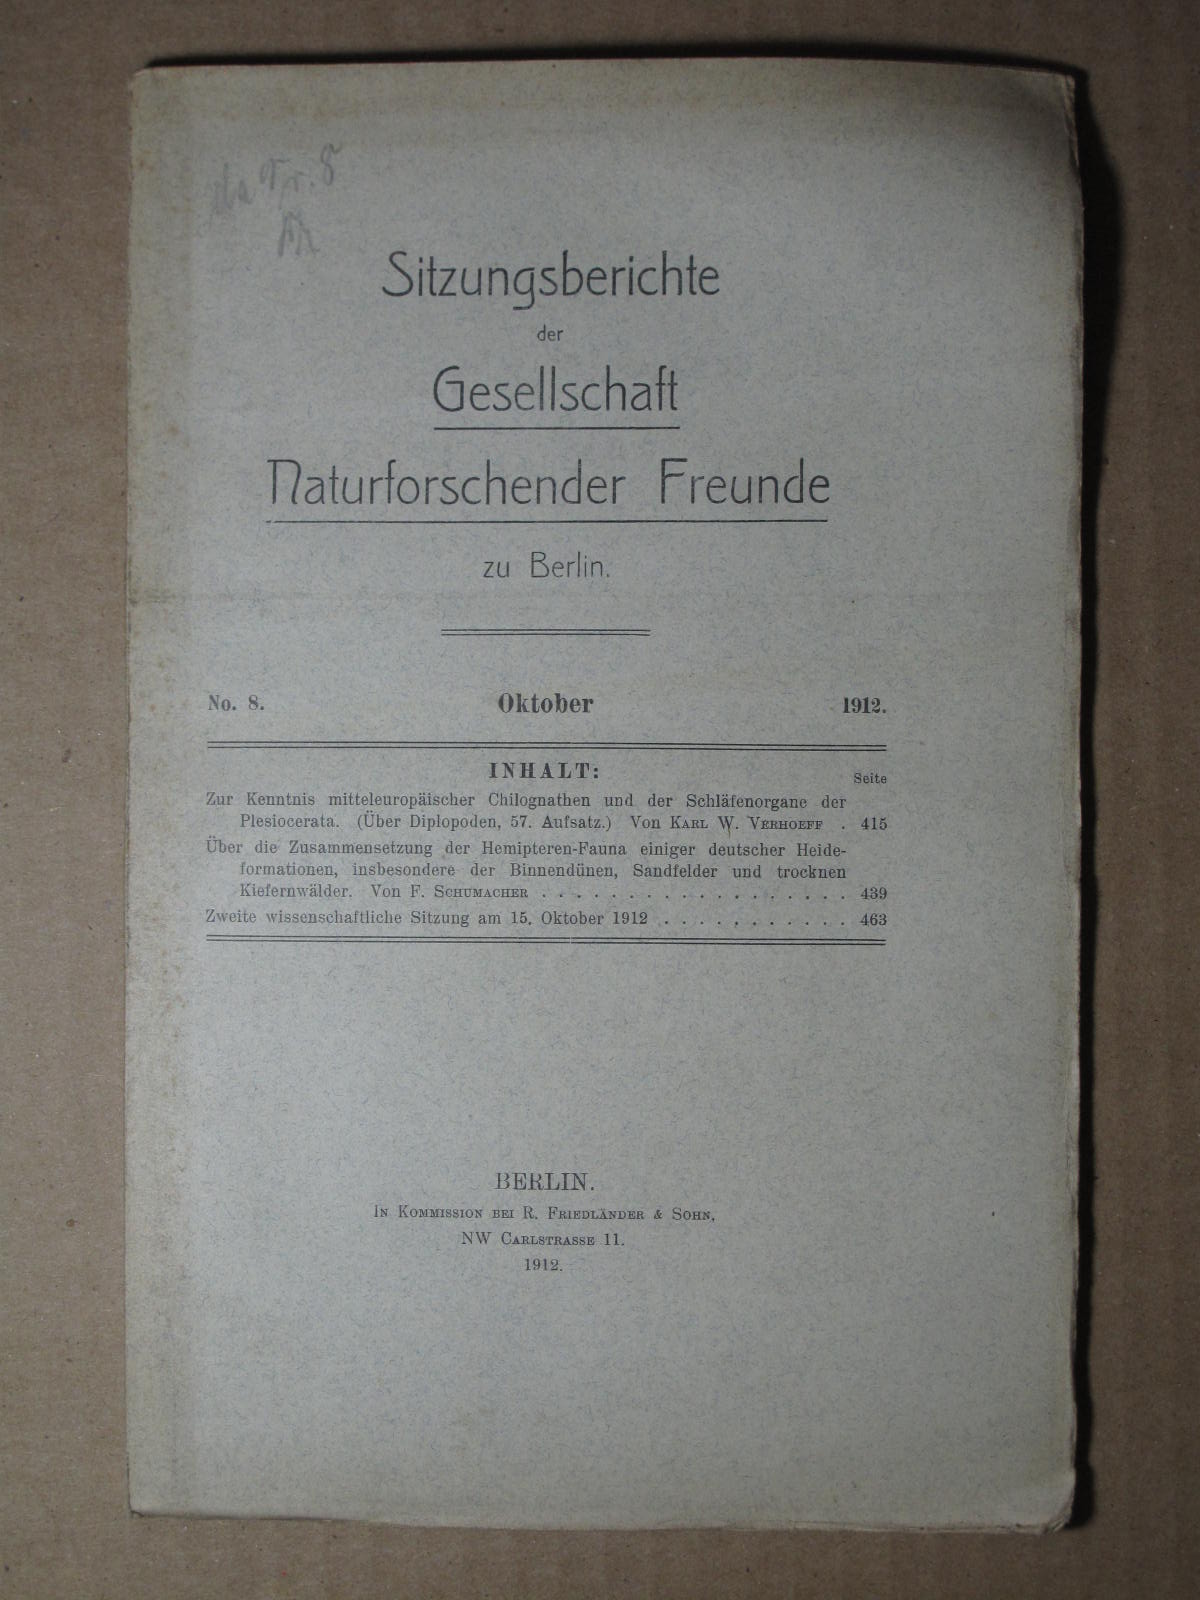 Sitzungsberichte
der
Gesellschaft
Naturforschender Freunde
zu Berlin.
No. 8. Oktober 1912.
INHALT:
Seite
Zur Kenntnis mitteleuropäischer Chilognathen und der Schläfenorgane der
Plesiocerata. (Über Diplopoden, 57. Aufsatz.) Von KARL W. VERHOEFF . 415
Über die Zusammensetzung der Hemipteren-Fauna einiger deutscher Heide-
formationen, insbesondere der Binnendünen, Sandfelder und trocknen
Kiefernwälder. Von F. SCHUMACHER . . . . . . . . . . . . . . . . . . 439
Zweite wissenschaftliche Sitzung am 15. Oktober 1912 . . . . . . . . . . . 463
BERLIN.
IN KOMMISSION BEI R. FRIEDLÄNDER & SOHN,
NW CARLSTRASSE 11.
1912.